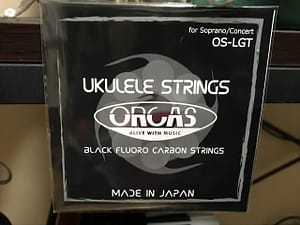 for Soprano/Concert
OS-LGT
UKULELE STRINGS
ORCAS
ALIVE WITH MUSIC
BLACK FLUORO CARBON STRINGS
MADE IN JAPAN